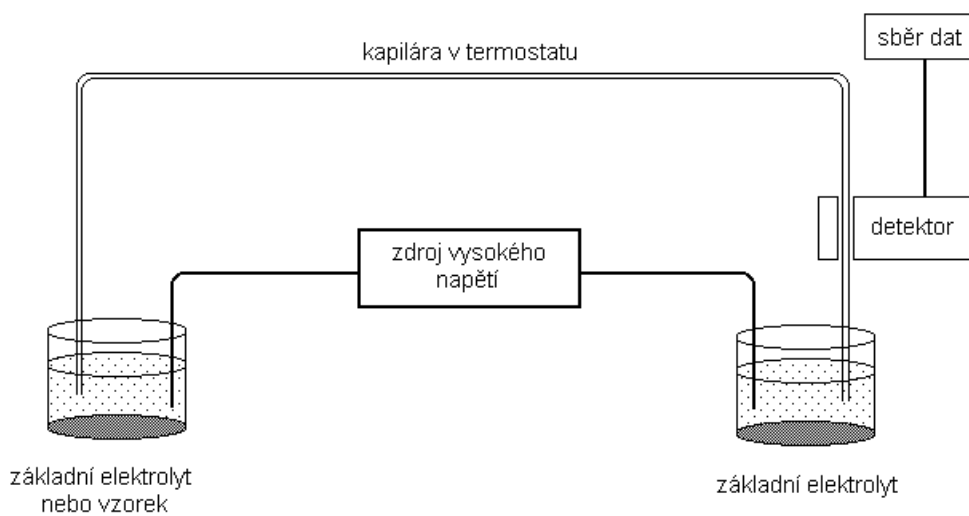 sběr dat
kapilára v termostatu
detektor
zdroj vysokého
napětí
základní elektrolyt
nebo vzorek
základní elektrolyt